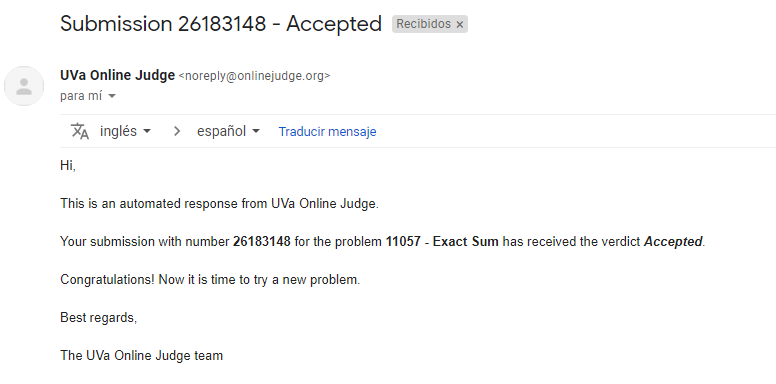 Submission 26183148 - Accepted Recibidos ×
UVa Online Judge <noreply@onlinejudge.org>
para mí
inglés > español Traducir mensaje
Hi,
This is an automated response from UVa Online Judge.
Your submission with number 26183148 for the problem 11057 - Exact Sum has received the verdict Accepted.
Congratulations! Now it is time to try a new problem.
Best regards,
The UVa Online Judge team